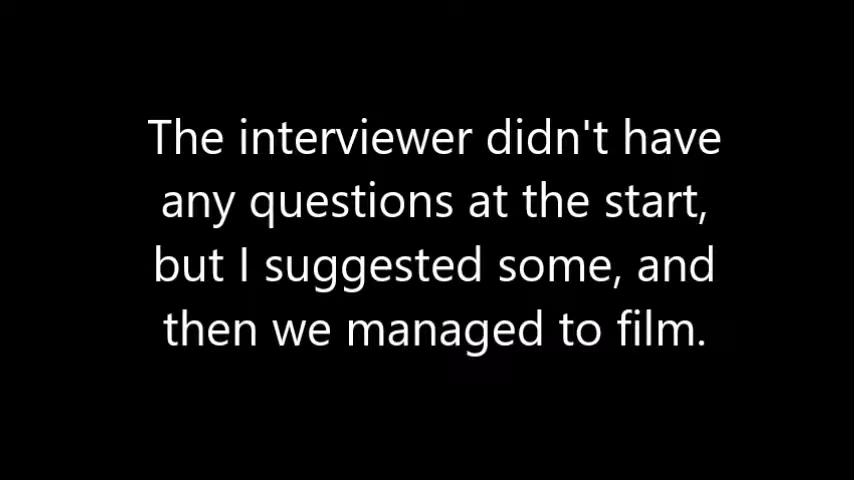 The interviewer didn't have
any questions at the start,
but I suggested some, and
then we managed to film.